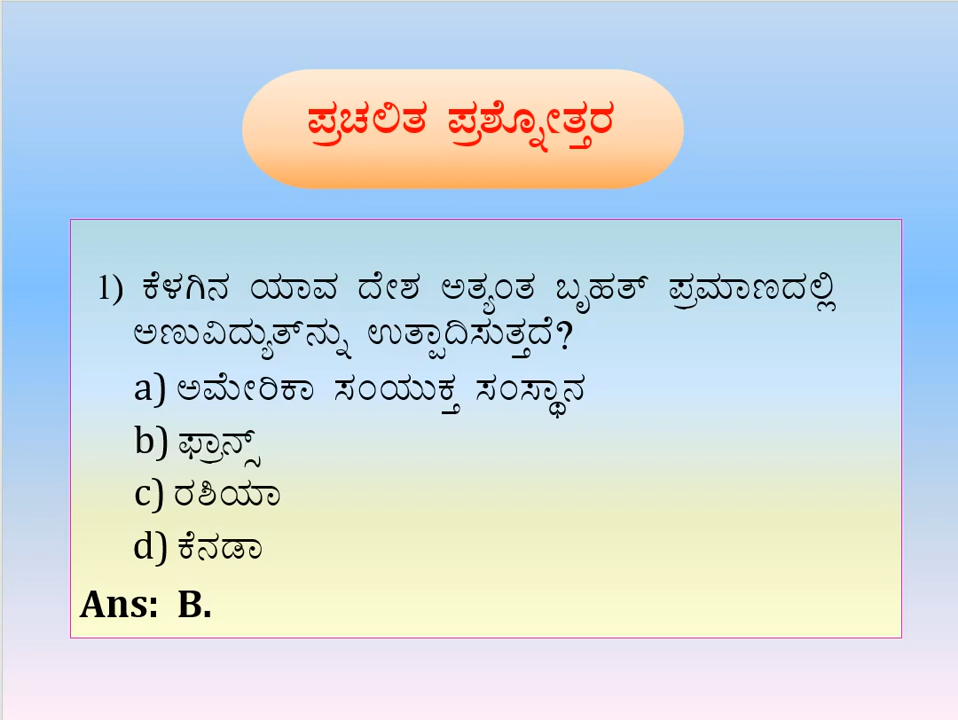 ಪ್ರಚಲಿತ ಪ್ರಶ್ನೋತ್ತರ
1) ಕೆಳಗಿನ ಯಾವ ದೇಶ ಅತ್ಯಂತ ಬೃಹತ್ ಪ್ರಮಾಣದಲ್ಲಿ
ಅಣುವಿದ್ಯುತ್‌ನ್ನು ಉತ್ಪಾದಿಸುತ್ತದೆ?
a) ಅಮೇರಿಕಾ ಸಂಯುಕ್ತ ಸಂಸ್ಥಾನ
b) ಫ್ರಾನ್ಸ್
c) ರಶಿಯಾ
d) ಕೆನಡಾ
Ans: B.